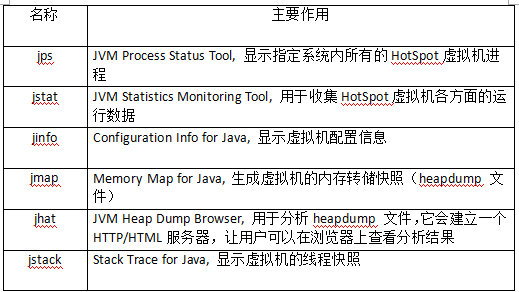 名称 主要作用
jps JVM Process Status Tool, 显示指定系统内所有的 HotSpot 虚拟机进
程
jstat JVM Statistics Monitoring Tool, 用于收集 HotSpot 虚拟机各方面的运
行数据
jinfo Configuration Info for Java, 显示虚拟机配置信息
jmap Memory Map for Java, 生成虚拟机的内存转储快照（heapdump 文
件）
jhat JVM Heap Dump Browser, 用于分析 heapdump 文件，它会建立一个
HTTP/HTML 服务器，让用户可以在浏览器上查看分析结果
jstack Stack Trace for Java, 显示虚拟机的线程快照